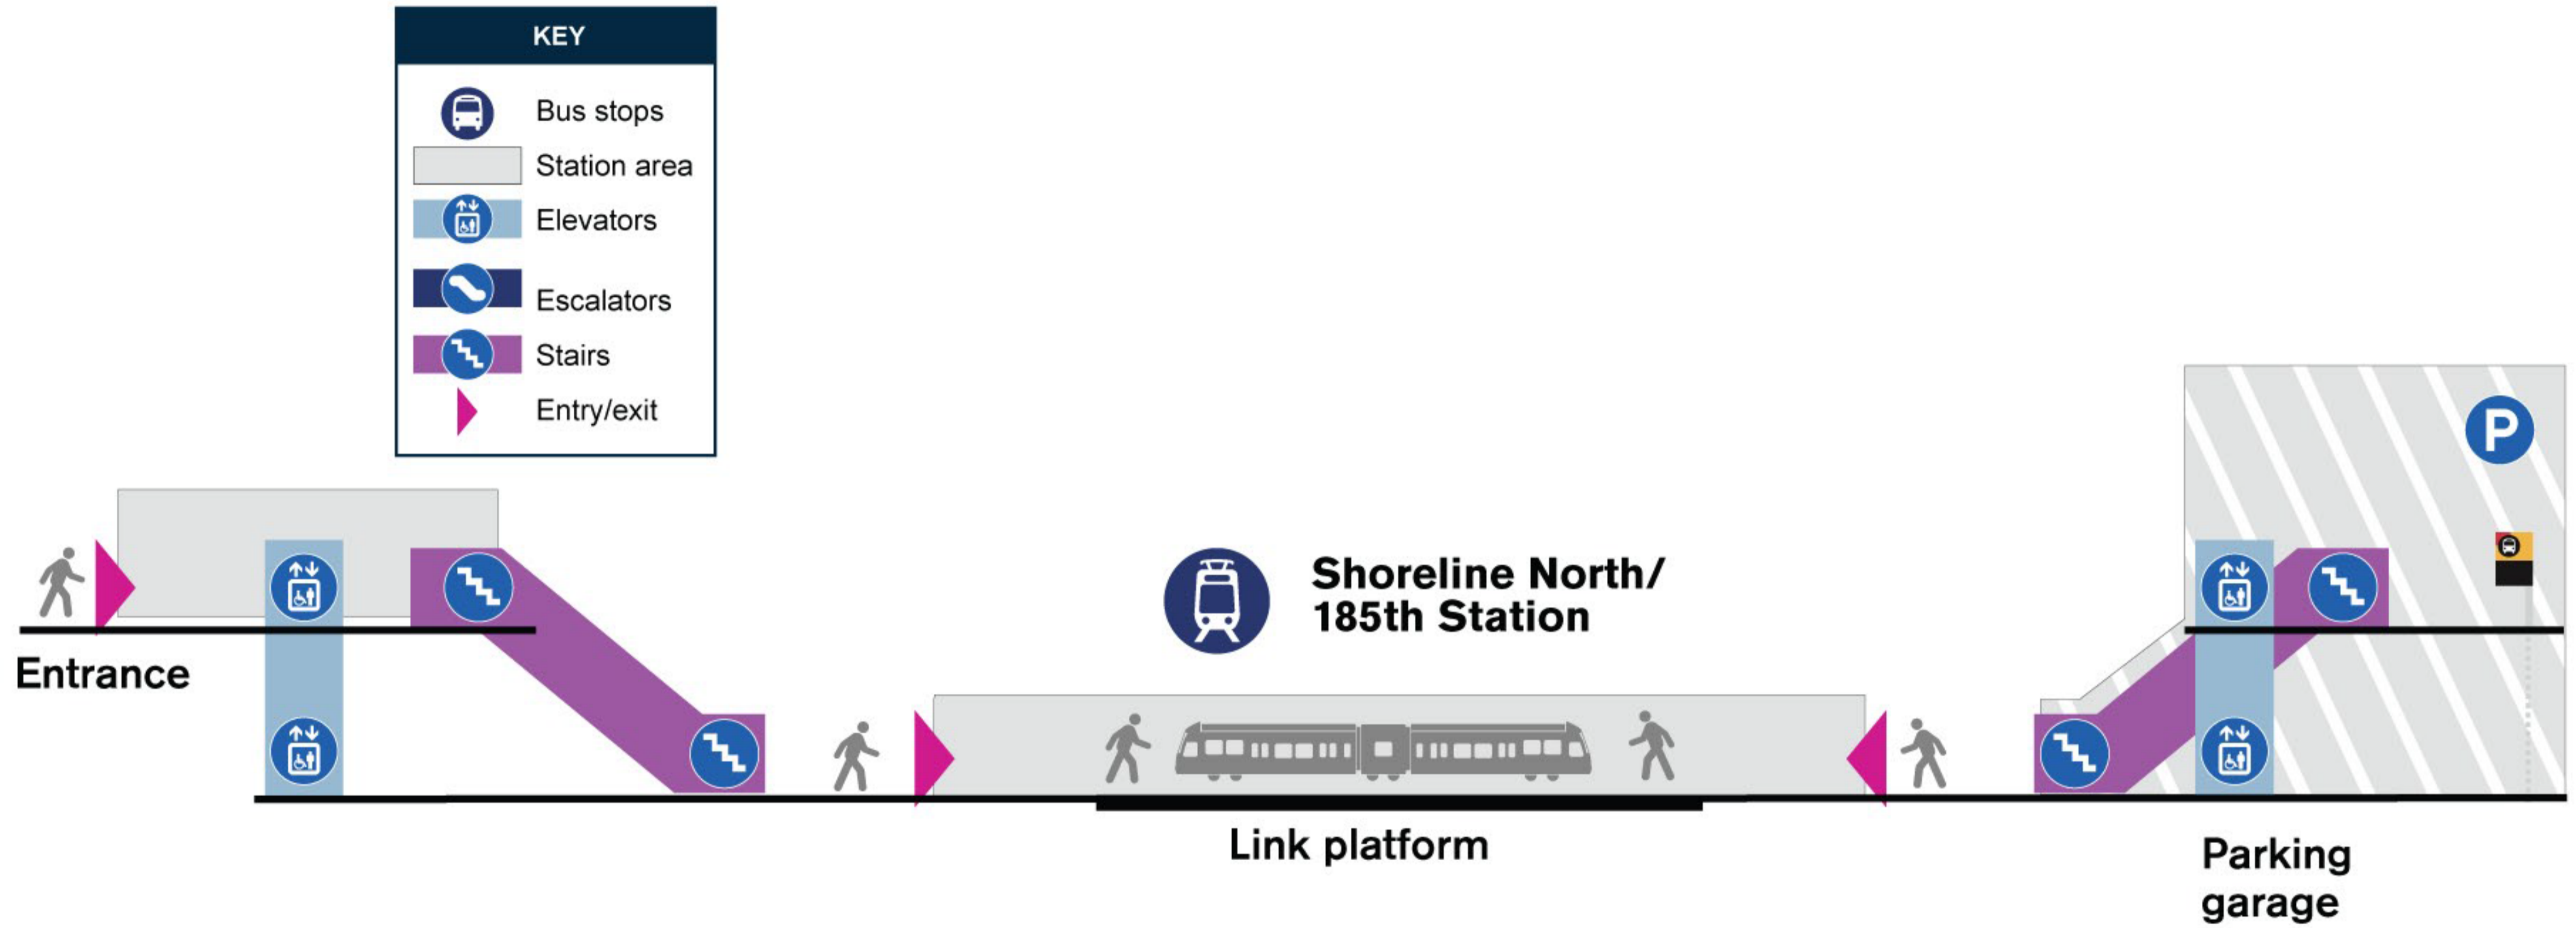 KEY
Bus stops
Station area
Elevators
Escalators
Stairs
Entry/exit
P
Shoreline North/
185th Station
Entrance
Link platform
Parking
garage